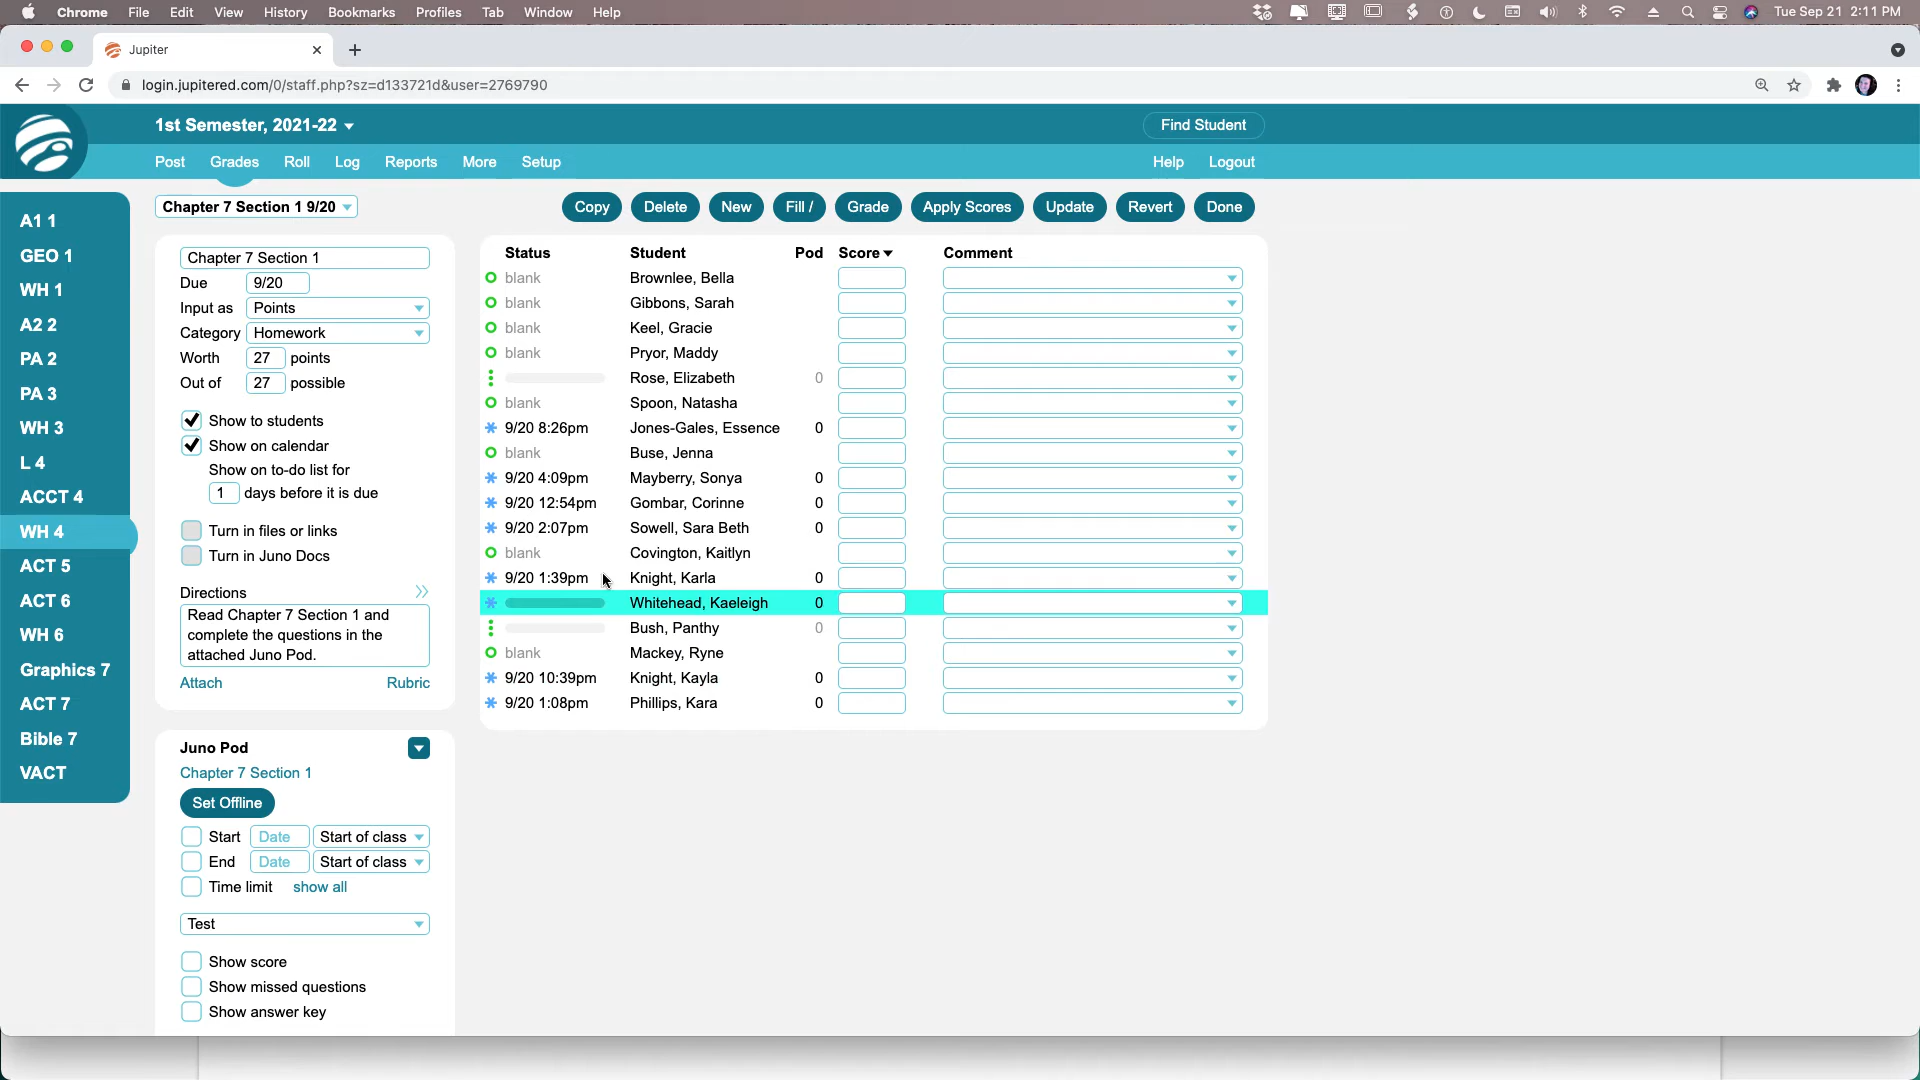 Chrome File Edit View History Bookmarks Profiles Tab Window Help Tue Sep 21 2:11 PM
Jupiter
login.jupitered.com/0/staff.php?sz=d133721d&user=2769790
1st Semester, 2021-22 Find Student
Post Grades Roll Log Reports More Setup Help Logout
A1 1
GEO 1
WH 1
A2 2
PA 2
PA 3
WH 3
L 4
ACCT 4
WH 4
ACT 5
ACT 6
WH 6
Graphics 7
ACT 7
Bible 7
VACT
Chapter 7 Section 1 9/20 Copy Delete New Fill / Grade Apply Scores Update Revert Done
Chapter 7 Section 1
Due 9/20
Input as Points
Category Homework
Worth 27 points
Out of 27 possible
Show to students
Show on calendar
Show on to-do list for
1 days before it is due
Turn in files or links
Turn in Juno Docs
Directions
Read Chapter 7 Section 1 and
complete the questions in the
attached Juno Pod.
Attach Rubric
Juno Pod
Chapter 7 Section 1
Set Offline
Start Date Start of class
End Date Start of class
Time limit show all
Test
Show score
Show missed questions
Show answer key
Status Student Pod Score Comment
blank Brownlee, Bella
blank Gibbons, Sarah
blank Keel, Gracie
blank Pryor, Maddy
Rose, Elizabeth 0
blank Spoon, Natasha
9/20 8:26pm Jones-Gales, Essence 0
blank Buse, Jenna
9/20 4:09pm Mayberry, Sonya 0
9/20 12:54pm Gombar, Corinne 0
9/20 2:07pm Sowell, Sara Beth 0
blank Covington, Kaitlyn
9/20 1:39pm Knight, Karla 0
Whitehead, Kaeleigh 0
Bush, Panthy 0
blank Mackey, Ryne
9/20 10:39pm Knight, Kayla 0
9/20 1:08pm Phillips, Kara 0